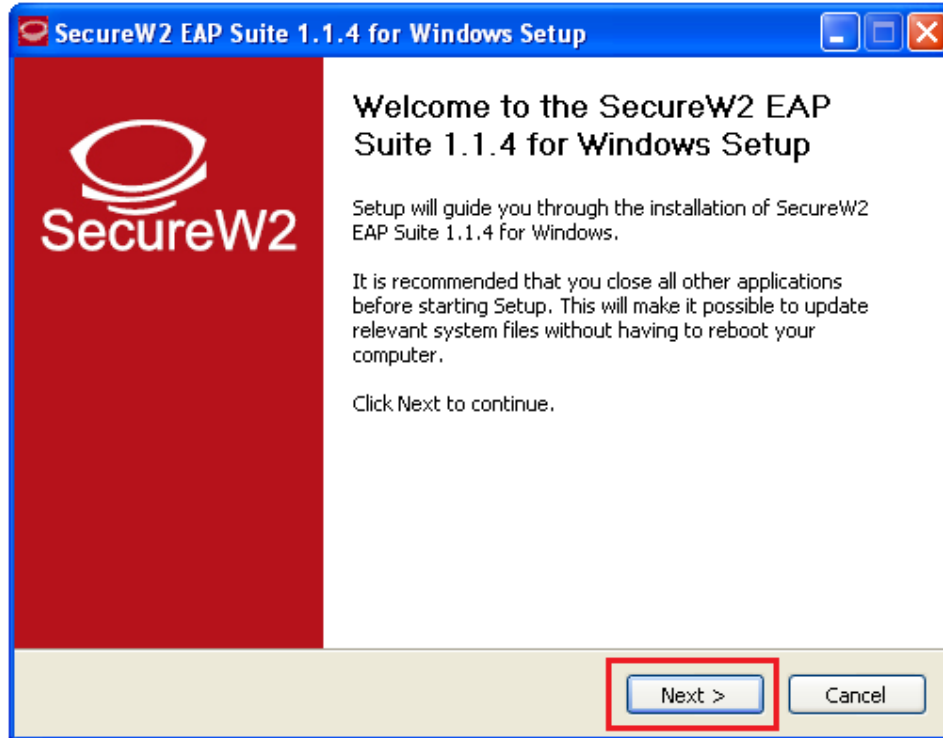 SecureW2 EAP Suite 1.1.4 for Windows Setup
SecureW2
Welcome to the SecureW2 EAP
Suite 1.1.4 for Windows Setup
Setup will guide you through the installation of SecureW2
EAP Suite 1.1.4 for Windows.
It is recommended that you close all other applications
before starting Setup. This will make it possible to update
relevant system files without having to reboot your
computer.
Click Next to continue.
Next >
Cancel